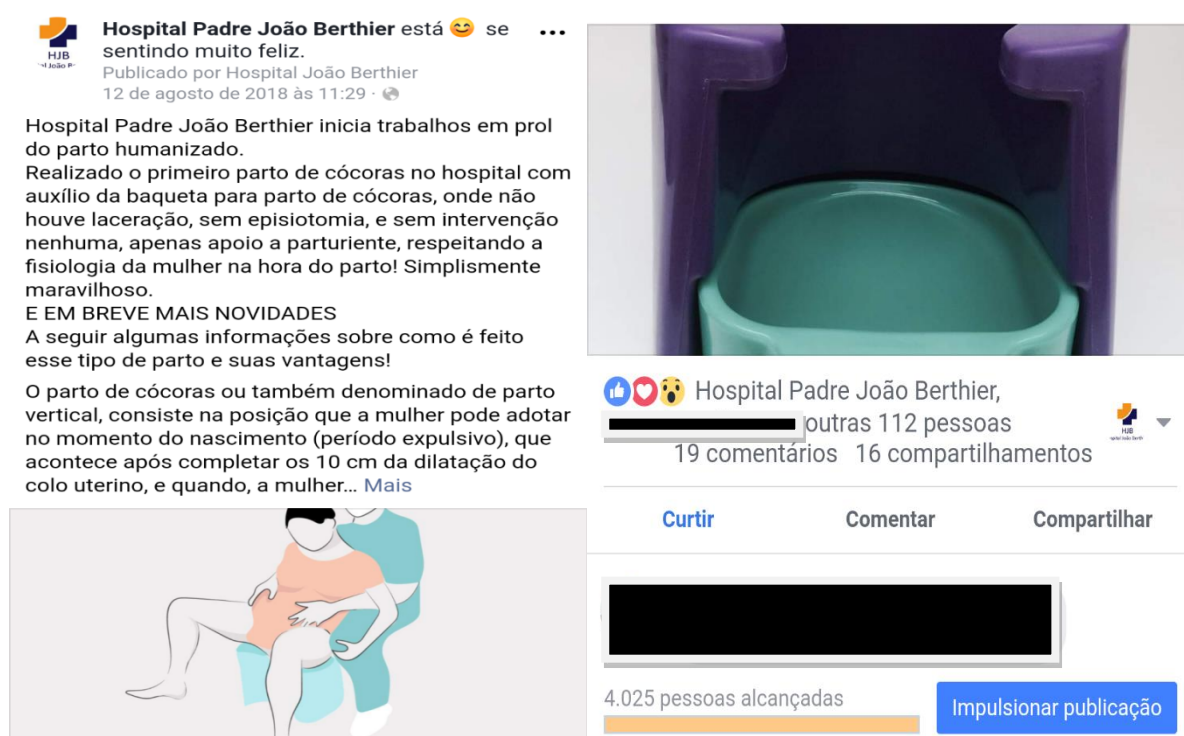 Hospital Padre João Berthier está 😊 se
sentindo muito feliz.
Publicado por Hospital João Berthier
12 de agosto de 2018 às 11:29 ·
HJB
Hospital Padre João Berthier inicia trabalhos em prol
do parto humanizado.
Realizado o primeiro parto de cócoras no hospital com
auxílio da baqueta para parto de cócoras, onde não
houve laceração, sem episiotomia, e sem intervenção
nenhuma, apenas apoio a parturiente, respeitando a
fisiologia da mulher na hora do parto! Simplismente
maravilhoso.
E EM BREVE MAIS NOVIDADES
A seguir algumas informações sobre como é feito
esse tipo de parto e suas vantagens!
O parto de cócoras ou também denominado de parto
vertical, consiste na posição que a mulher pode adotar
no momento do nascimento (período expulsivo), que
acontece após completar os 10 cm da dilatação do
colo uterino, e quando, a mulher... Mais
Hospital Padre João Berthier,
outras 112 pessoas
HJB
19 comentários 16 compartilhamentos
Curtir Comentar Compartilhar
4.025 pessoas alcançadas
Impulsionar publicação